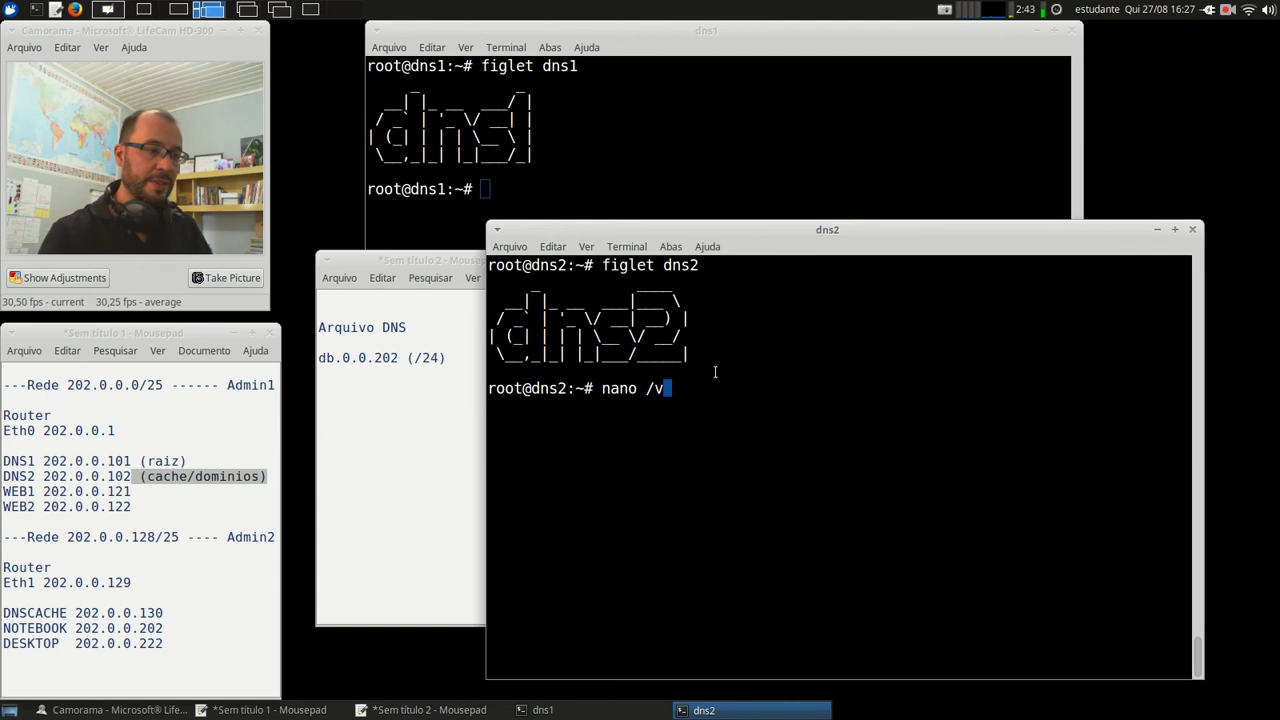 2:43
estudante Qui 27/08 16:27
Camorama - Microsoft® LifeCam HD-300
Arquivo Editar Ver Ajuda
Show Adjustments
Take Picture
30,50 fps - current 30,25 fps - average
dns1
Arquivo Editar Ver Terminal Abas Ajuda
root@dns1:~# figlet dns1
dns1
root@dns1:~#
*Sem título 2 - Mousep
Arquivo Editar Pesquisar Ver
Arquivo DNS
db.0.0.202 (/24)
dns2
Arquivo Editar Ver Terminal Abas Ajuda
root@dns2:~# figlet dns2
dns2
root@dns2:~# nano /v
*Sem título 1 - Mousepad
Arquivo Editar Pesquisar Ver Documento Ajuda
---Rede 202.0.0.0/25 ------ Admin1
Router
Eth0 202.0.0.1
DNS1 202.0.0.101 (raiz)
DNS2 202.0.0.102 (cache/dominios)
WEB1 202.0.0.121
WEB2 202.0.0.122
---Rede 202.0.0.128/25 ---- Admin2
Router
Eth1 202.0.0.129
DNSCACHE 202.0.0.130
NOTEBOOK 202.0.0.202
DESKTOP 202.0.0.222
Camorama - Microsoft® Life...
*Sem título 1 - Mousepad
*Sem título 2 - Mousepad
dns1
dns2